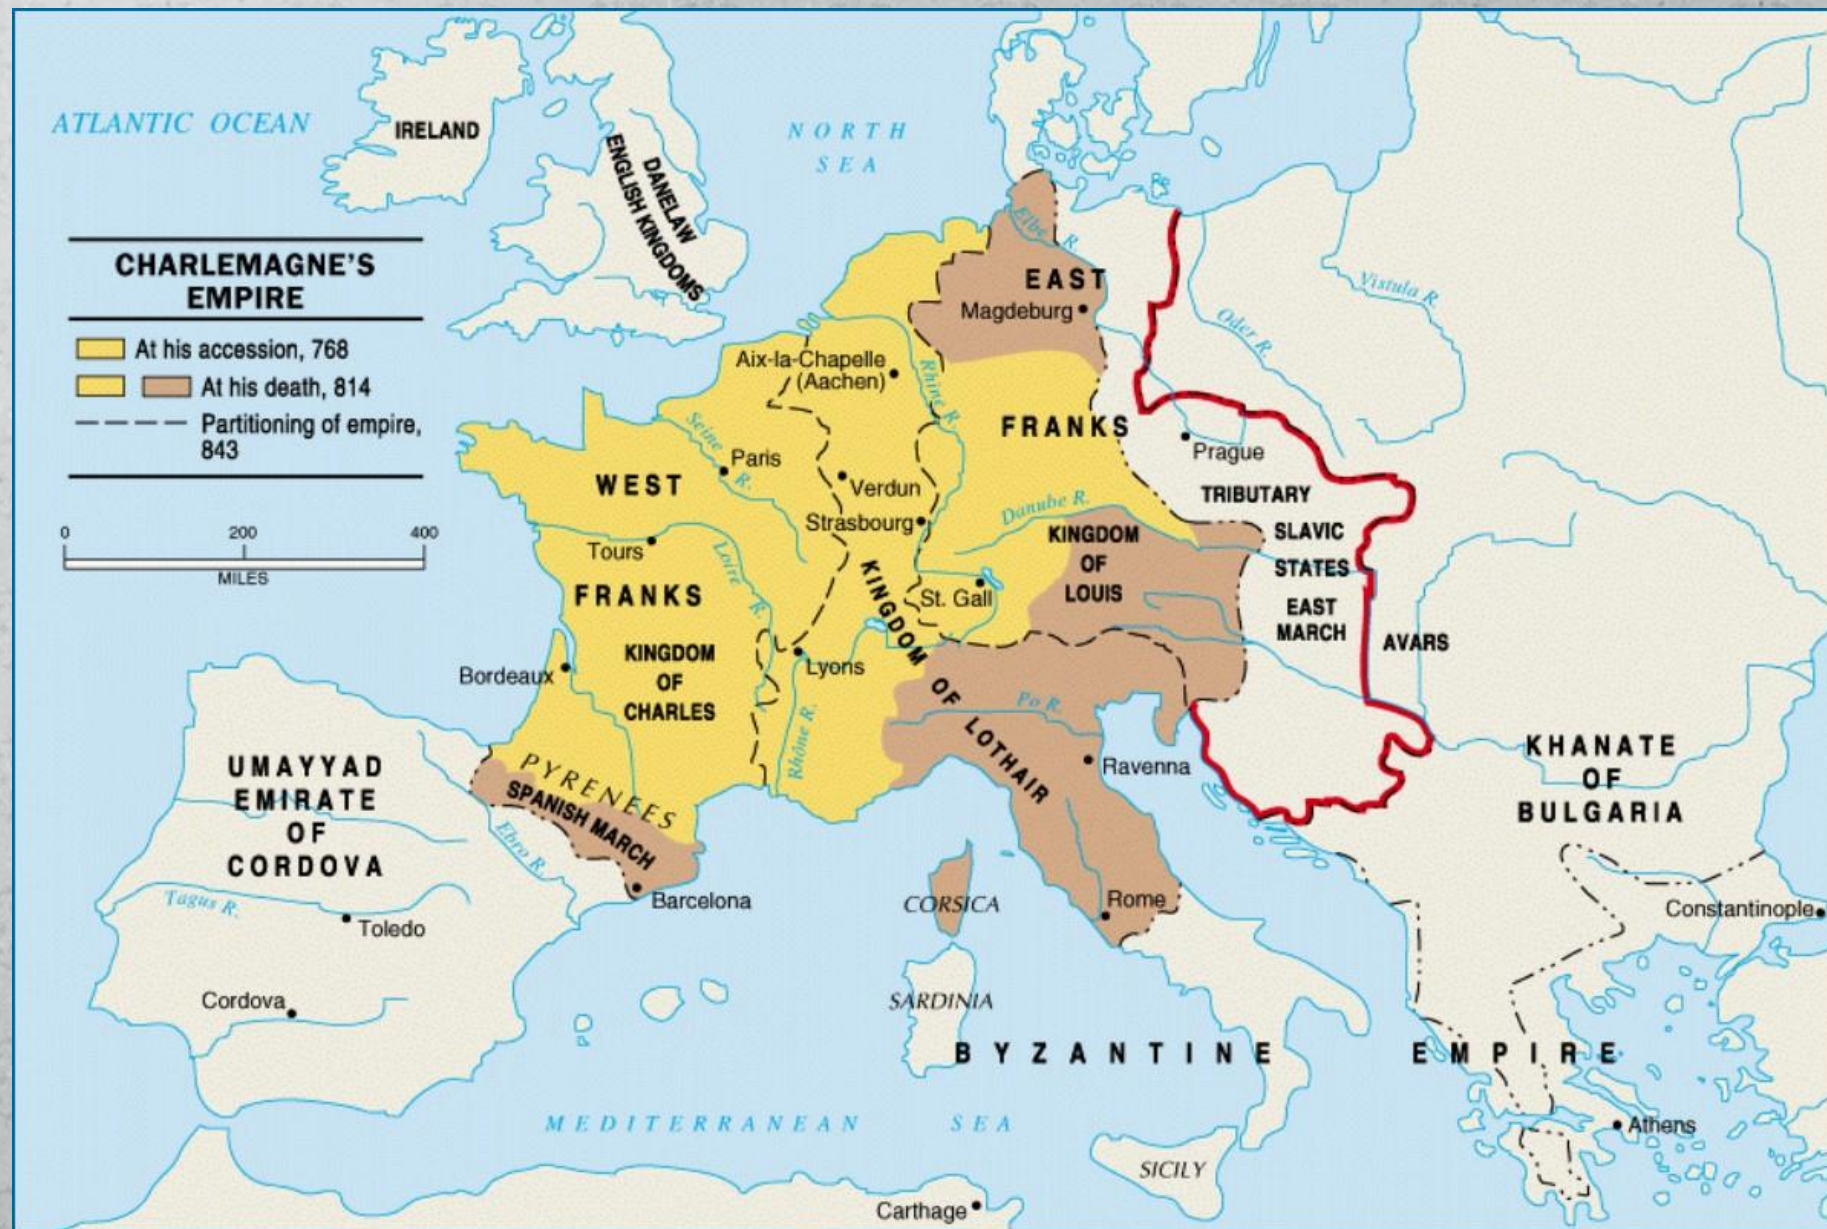 ATLANTIC OCEAN
IRELAND
DANELAW
ENGLISH KINGDOMS
NORTH
SEA
CHARLEMAGNE'S
EMPIRE
At his accession, 768
At his death, 814
Partitioning of empire,
843
0 200 400
MILES
Elbe R.
EAST
Magdeburg
Vistula R.
Oder R.
Aix-la-Chapelle
(Aachen)
Rhine R.
FRANKS
Prague
Seine R.
Paris
WEST
Verdun
Strasbourg
Danube R.
TRIBUTARY
SLAVIC
STATES
EAST
MARCH
AVARS
KINGDOM
OF
LOUIS
Tours
Loire R.
FRANKS
St. Gall
KINGDOM OF LOTHAIR
KINGDOM
OF
CHARLES
Bordeaux
Lyons
Rhône R.
Po R.
Ravenna
PYRENEES
SPANISH MARCH
UMAYYAD
EMIRATE
OF
CORDOVA
Ebro R.
Barcelona
Tagus R.
Toledo
Cordova
CORSICA
Rome
SARDINIA
KHANATE
OF
BULGARIA
Constantinople
BYZANTINE EMPIRE
MEDITERRANEAN SEA
Athens
SICILY
Carthage